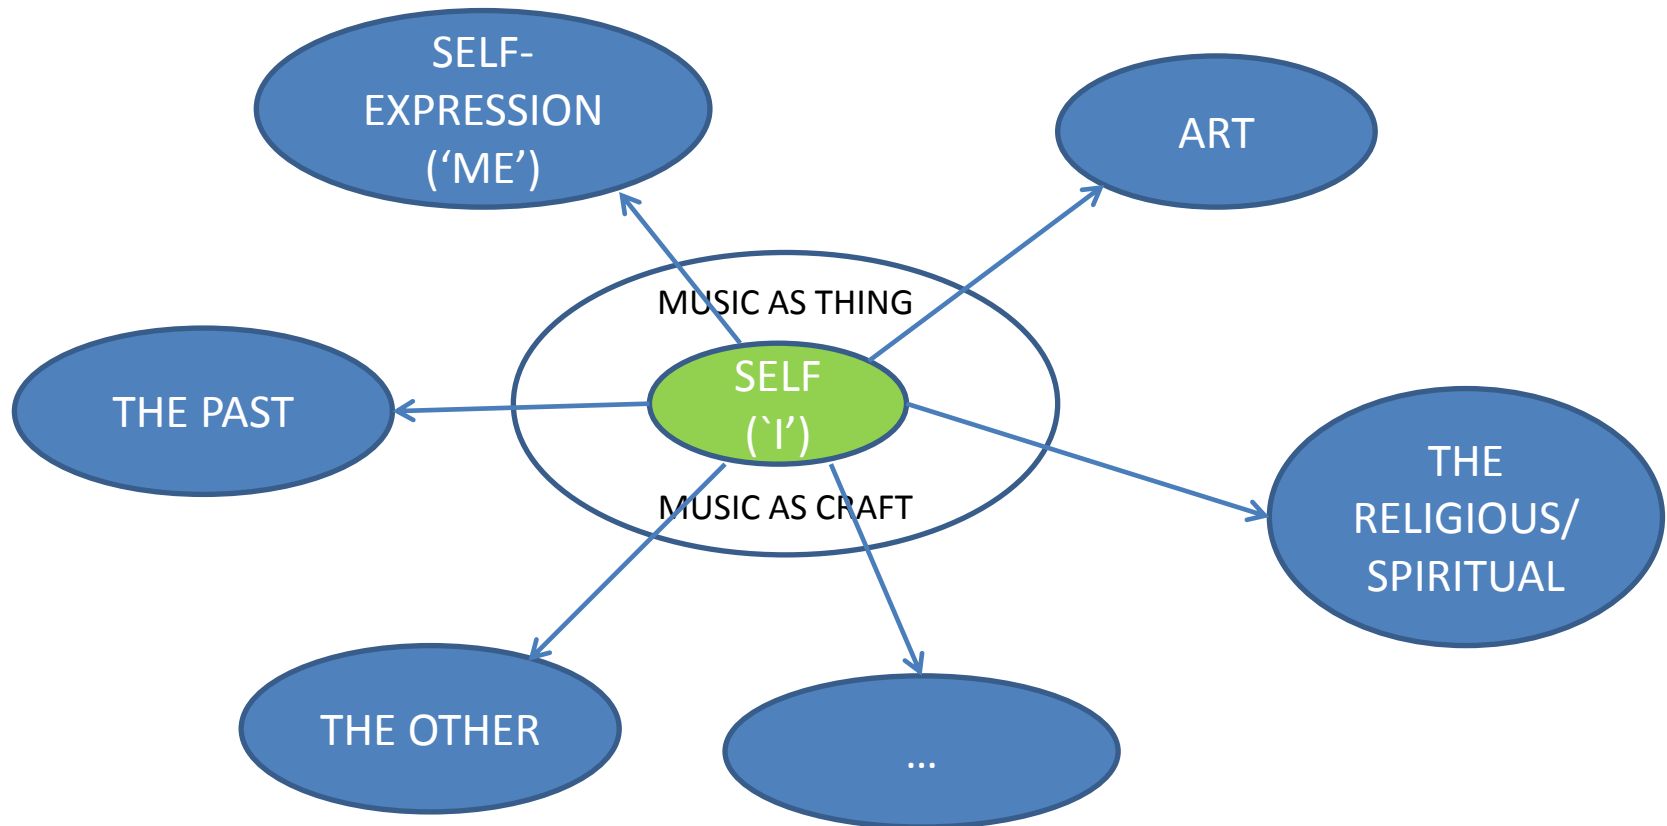 SELF-
EXPRESSION
(‘ME’)
ART
MUSIC AS THING
SELF
(`I’)
THE PAST
MUSIC AS CRAFT
THE
RELIGIOUS/
SPIRITUAL
THE OTHER
…